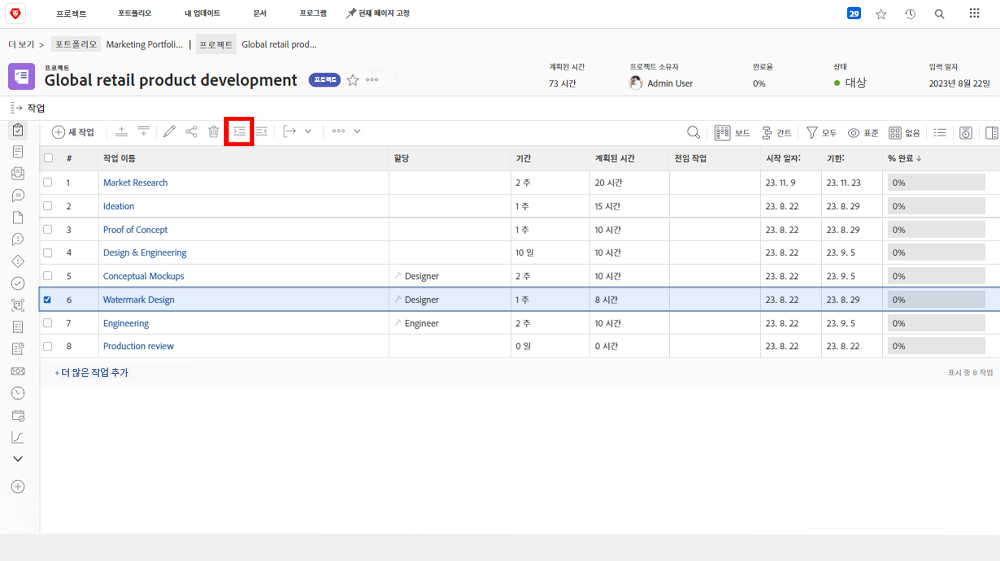 프로젝트 포트폴리오 내 업데이트 문서 프로그램 현재 페이지 고정 29
더 보기 > 포트폴리오 Marketing Portfolio... | 프로젝트 Global retail prod...
프로젝트
Global retail product development 프로젝트
계획된 시간 프로젝트 소유자 완료율 상태 입력 일자
73 시간 Admin User 0% 대상 2023년 8월 22일
작업
새 작업 보드 간트 모두 표준 없음
# 작업 이름 할당 기간 계획된 시간 전임 작업 시작 일자: 기한: % 완료 ↓
1 Market Research 2 주 20 시간 23. 11. 9 23. 11. 23 0%
2 Ideation 1 주 15 시간 23. 8. 22 23. 8. 29 0%
3 Proof of Concept 1 주 10 시간 23. 8. 22 23. 8. 29 0%
4 Design & Engineering 10 일 10 시간 23. 8. 22 23. 9. 5 0%
5 Conceptual Mockups Designer 2 주 10 시간 23. 8. 22 23. 9. 5 0%
6 Watermark Design Designer 1 주 8 시간 23. 8. 22 23. 8. 29 0%
7 Engineering Engineer 2 주 10 시간 23. 8. 22 23. 9. 5 0%
8 Production review 0 일 0 시간 23. 8. 22 23. 8. 22 0%
+ 더 많은 작업 추가 표시 중 8 작업